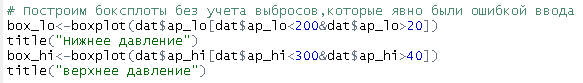 # Построим боксплоты без учета выбросов,которые явно были ошибкой ввода
box_lo<-boxplot(dat$ap_lo[dat$ap_lo<200&dat$ap_lo>20])
title("Нижнее давление")
box_hi<-boxplot(dat$ap_hi[dat$ap_hi<300&dat$ap_hi>40])
title("верхнее давление")